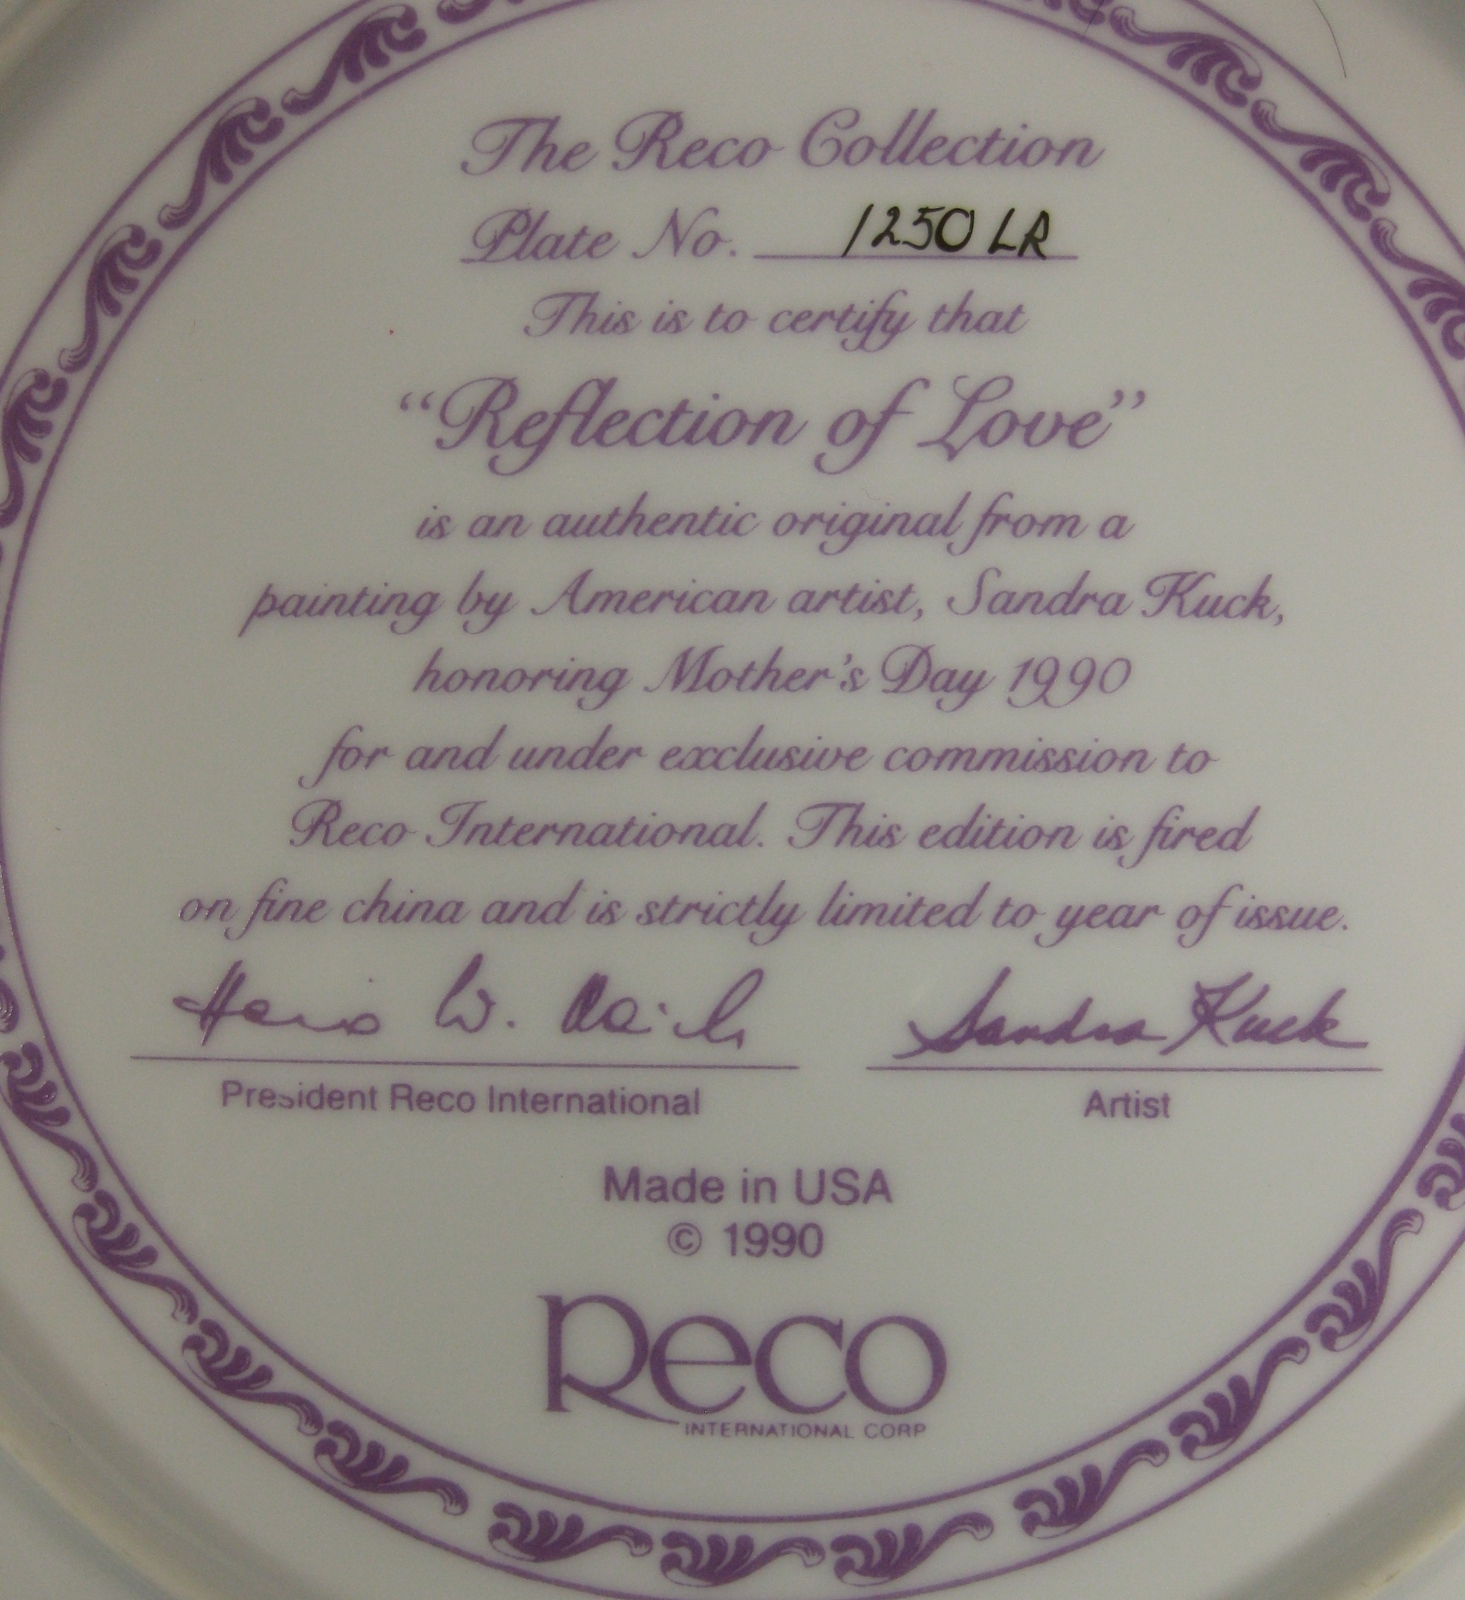 The Reco Collection
Plate No. 1250 LR
This is to certify that
“Reflection of Love”
is an authentic original from a
painting by American artist, Sandra Kuck,
honoring Mother's Day 1990
for and under exclusive commission to
Reco International. This edition is fired
on fine china and is strictly limited to year of issue.
W. Sandra Kuck
President Reco International Artist
Made in USA
© 1990
Reco
INTERNATIONAL CORP